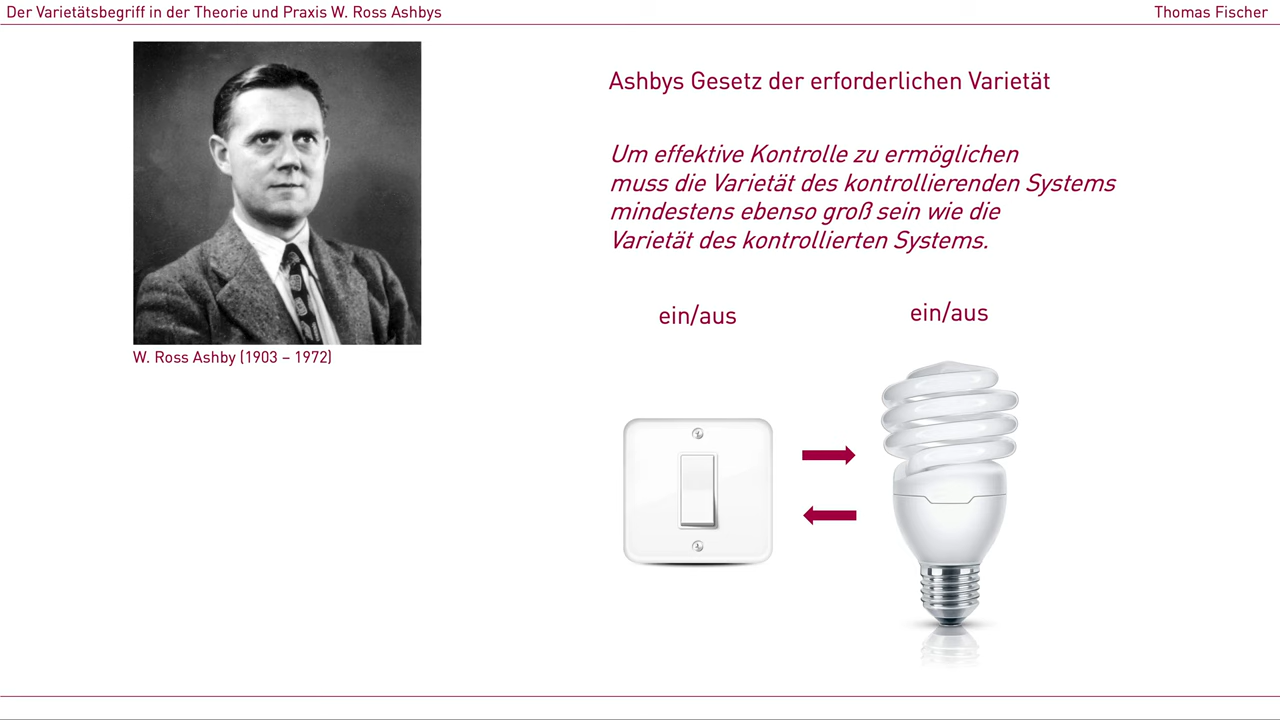 Der Varietätsbegriff in der Theorie und Praxis W. Ross Ashbys
Thomas Fischer
W. Ross Ashby (1903 – 1972)
Ashbys Gesetz der erforderlichen Varietät
Um effektive Kontrolle zu ermöglichen
muss die Varietät des kontrollierenden Systems
mindestens ebenso groß sein wie die
Varietät des kontrollierten Systems.
ein/aus
ein/aus